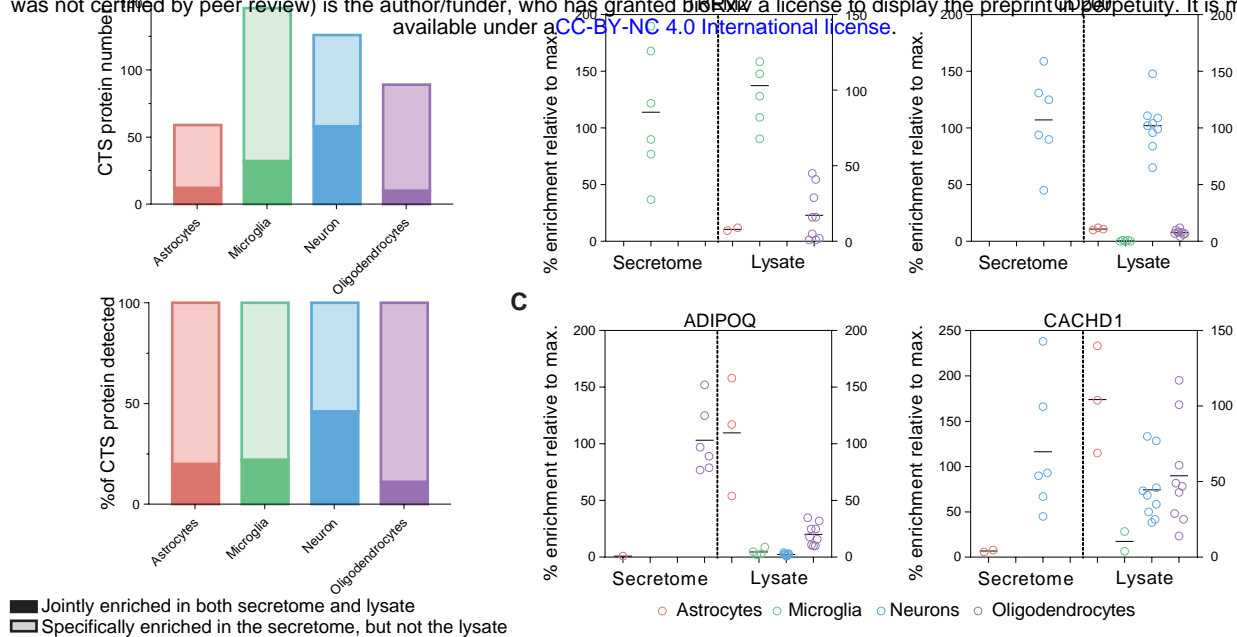 was not certified by peer review) is the author/funder, who has granted bioRxiv a license to display the preprint in perpetuity. It is m
available under aCC-BY-NC 4.0 International license.
CTS protein number
100
50
0
Astrocytes
Microglia
Neuron
Oligodendrocytes
% enrichment relative to max.
200
150
100
50
0
150
100
50
0
Secretome
Lysate
% enrichment relative to max.
200
150
100
50
0
200
150
100
50
0
Secretome
Lysate
%of CTS protein detected
100
50
0
Astrocytes
Microglia
Neuron
Oligodendrocytes
C
ADIPOQ
% enrichment relative to max.
200
150
100
50
0
200
150
100
50
0
Secretome
Lysate
CACHD1
% enrichment relative to max.
250
200
150
100
50
0
150
100
50
0
Secretome
Lysate
Astrocytes Microglia Neurons Oligodendrocytes
Jointly enriched in both secretome and lysate
Specifically enriched in the secretome, but not the lysate